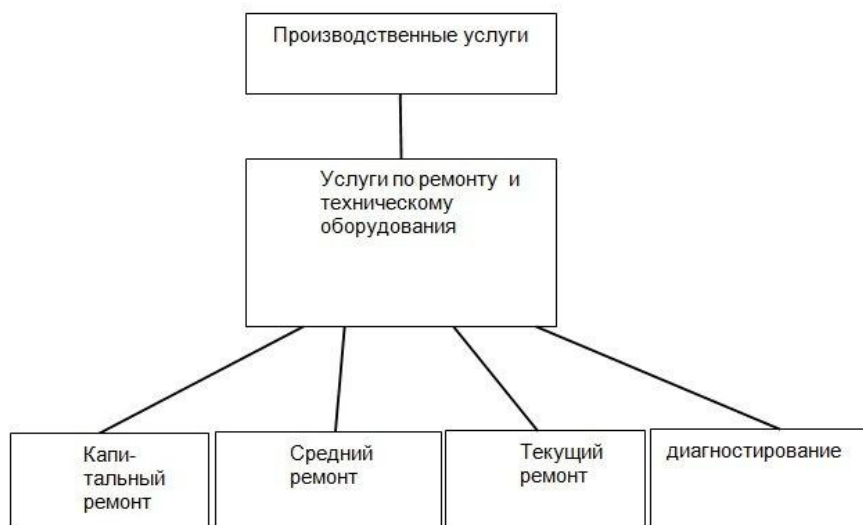 Производственные услуги
Услуги по ремонту и
техническому
оборудования
Капи-
тальный
ремонт
Средний
ремонт
Текущий
ремонт
диагностирование